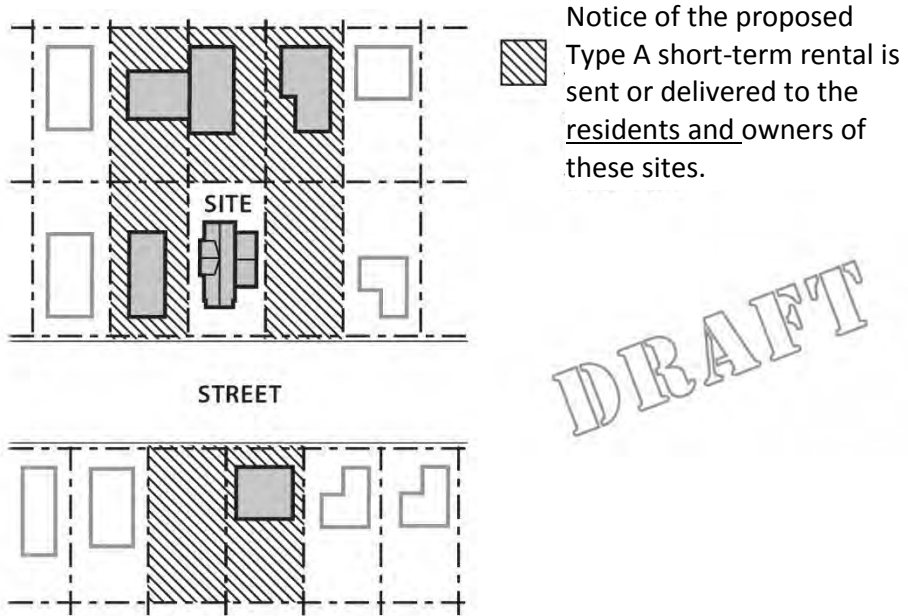 Notice of the proposed
Type A short-term rental is
sent or delivered to the
residents and owners of
these sites.
SITE
STREET
DRAFT